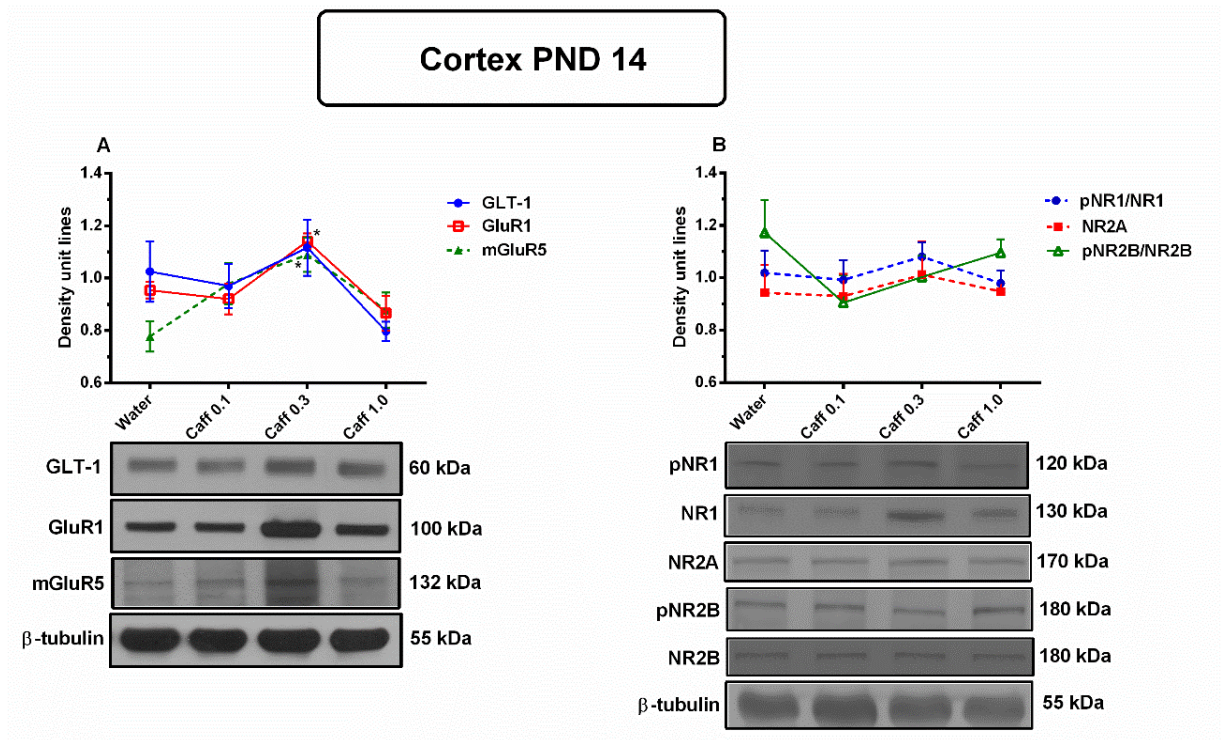 Cortex PND 14
A
1.4
1.2
1.0
0.8
0.6
Density unit lines
GLT-1
GluR1
mGluR5
*
*
Water
Caff 0.1
Caff 0.3
Caff 1.0
GLT-1 60 kDa
GluR1 100 kDa
mGluR5 132 kDa
β-tubulin 55 kDa
B
1.4
1.2
1.0
0.8
0.6
Density unit lines
pNR1/NR1
NR2A
pNR2B/NR2B
Water
Caff 0.1
Caff 0.3
Caff 1.0
pNR1 120 kDa
NR1 130 kDa
NR2A 170 kDa
pNR2B 180 kDa
NR2B 180 kDa
β-tubulin 55 kDa